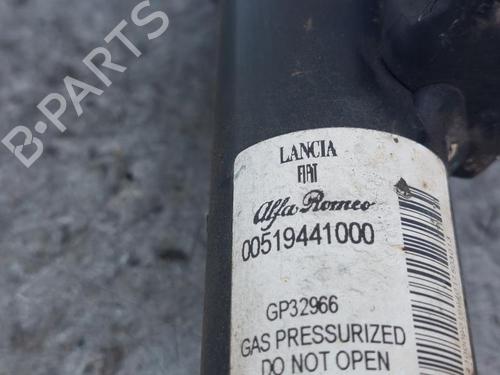 B-PARTS
LANCIA
FIAT
Alfa Romeo
00519441000
GP32966
GAS PRESSURIZED
DO NOT OPEN